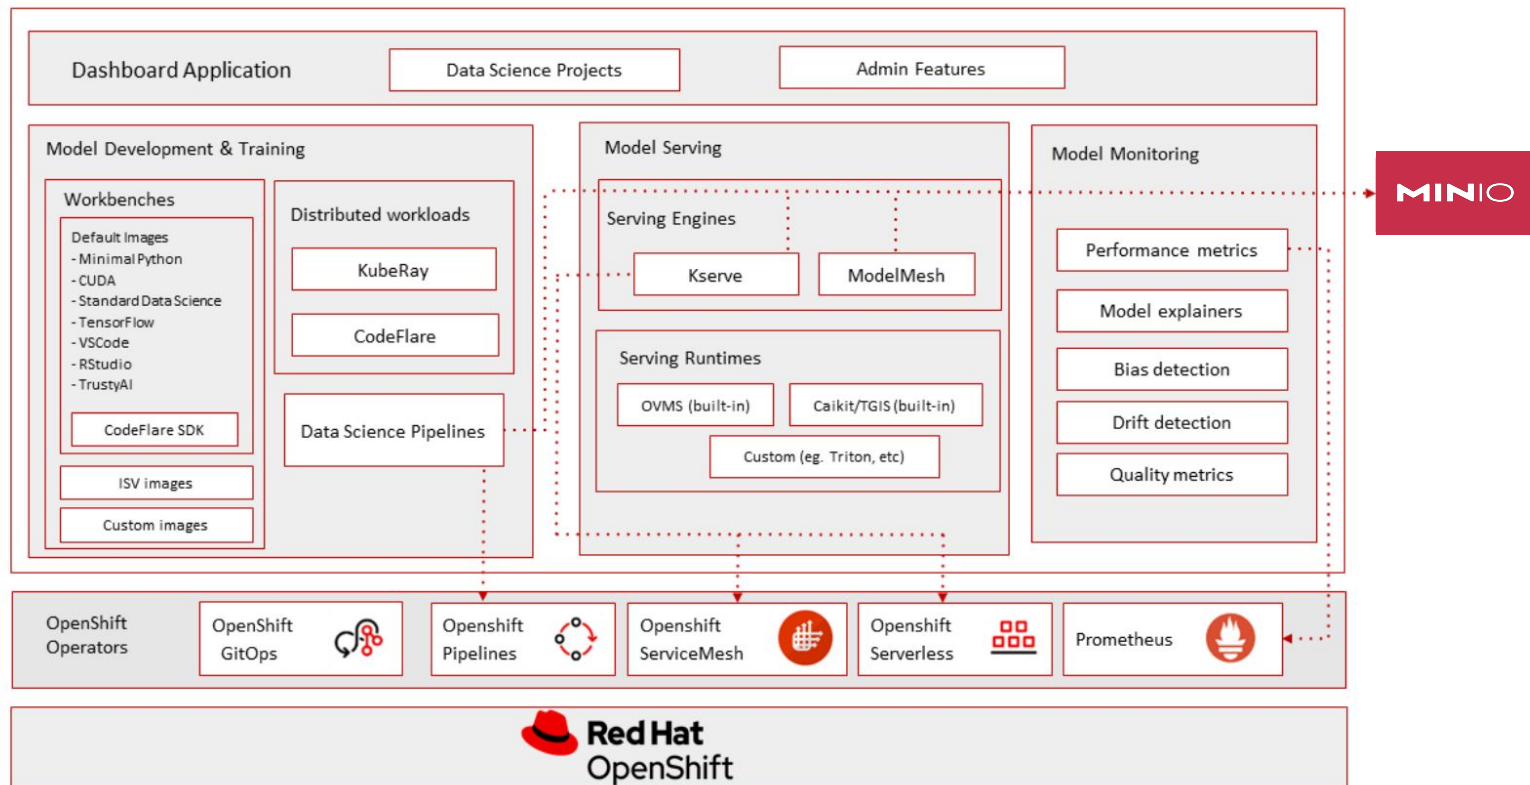 Dashboard Application
Data Science Projects
Admin Features
Model Development & Training
Workbenches
Default Images
- Minimal Python
- CUDA
- Standard Data Science
- TensorFlow
- VSCode
- RStudio
- TrustyAI
CodeFlare SDK
ISV images
Custom images
Distributed workloads
KubeRay
CodeFlare
Data Science Pipelines
Model Serving
Serving Engines
Kserve
ModelMesh
Serving Runtimes
OVMS (built-in)
Caikit/TGIS (built-in)
Custom (eg. Triton, etc)
Model Monitoring
Performance metrics
Model explainers
Bias detection
Drift detection
Quality metrics
MINIO
OpenShift
Operators
OpenShift
GitOps
Openshift
Pipelines
Openshift
ServiceMesh
Openshift
Serverless
Prometheus
Red Hat
OpenShift